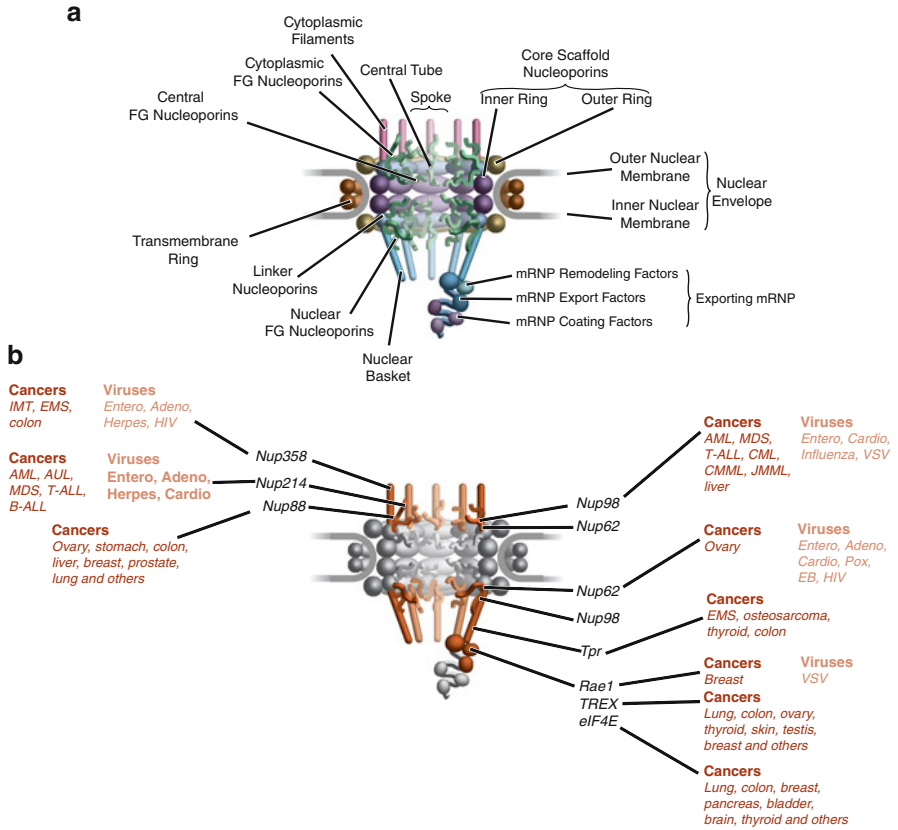 a
Cytoplasmic
Filaments
Cytoplasmic
FG Nucleoporins
Central Tube
Core Scaffold
Nucleoporins
Central
FG Nucleoporins
Spoke
Inner Ring
Outer Ring
Outer Nuclear
Membrane
Inner Nuclear
Membrane
Nuclear
Envelope
Transmembrane
Ring
Linker
Nucleoporins
Nuclear
FG Nucleoporins
Nuclear
Basket
mRNP Remodeling Factors
mRNP Export Factors
mRNP Coating Factors
Exporting mRNP
b
Cancers
IMT, EMS,
colon
Viruses
Entero, Adeno,
Herpes, HIV
Cancers
AML, AUL,
MDS, T-ALL,
B-ALL
Viruses
Entero, Adeno,
Herpes, Cardio
Cancers
Ovary, stomach, colon,
liver, breast, prostate,
lung and others
Nup358
Nup214
Nup88
Nup98
Nup62
Nup62
Nup98
Tpr
Rae1
TREX
eIF4E
Cancers
AML, MDS,
T-ALL, CML,
CMML, JMML,
liver
Viruses
Entero, Cardio,
Influenza, VSV
Cancers
Ovary
Viruses
Entero, Adeno,
Cardio, Pox,
EB, HIV
Cancers
EMS, osteosarcoma,
thyroid, colon
Cancers
Breast
Viruses
VSV
Cancers
Lung, colon, ovary,
thyroid, skin, testis,
breast and others
Cancers
Lung, colon, breast,
pancreas, bladder,
brain, thyroid and others